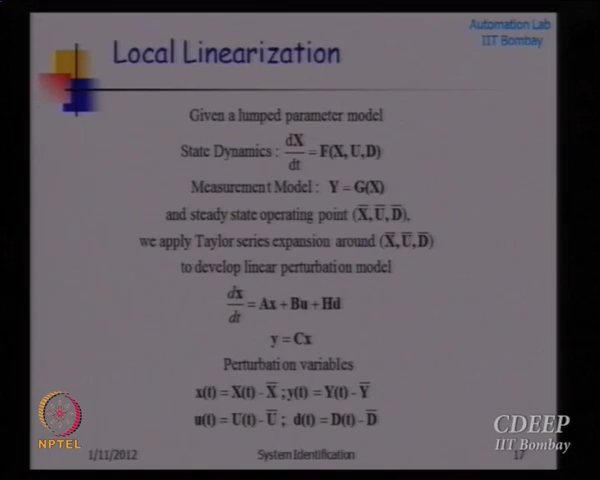 Automation Lab
IIT Bombay
Local Linearization
Given a lumped parameter model
State Dynamics : dX/dt = F(X, U, D)
Measurement Model : Y = G(X)
and steady state operating point (X̅, U̅, D̅),
we apply Taylor series expansion around (X̅, U̅, D̅)
to develop linear perturbation model
dx/dt = Ax + Bu + Hd
y = Cx
Perturbation variables
x(t) = X(t) - X̅ ; y(t) = Y(t) - Y̅
u(t) = U(t) - U̅ ; d(t) = D(t) - D̅
NPTEL
CDEEP
IIT Bombay
1/11/2012
System Identification
17